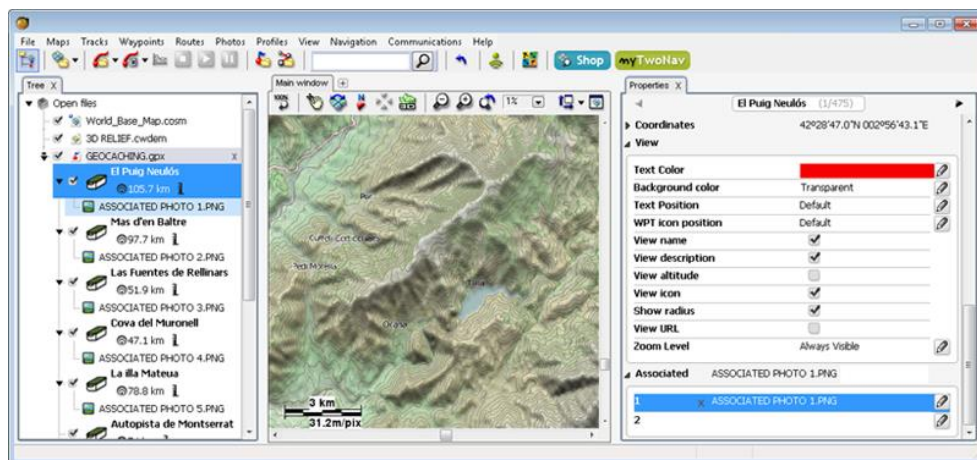 File Maps Tracks Waypoints Routes Photos Profiles View Navigation Communications Help
Shop
myTwoNav
Tree X
Open files
World_Base_Map.cosm
3D RELIEF.cwdem
GEOCACHING.gpx x
El Puig Neulós
105.7 km
ASSOCIATED PHOTO 1.PNG
Mas d'en Baltre
97.7 km
ASSOCIATED PHOTO 2.PNG
Las Fuentes de Rellinars
51.9 km
ASSOCIATED PHOTO 3.PNG
Cova del Muronell
47.1 km
ASSOCIATED PHOTO 4.PNG
La illa Mateua
78.8 km
ASSOCIATED PHOTO 5.PNG
Autopista de Montserrat
Main window
100%
1%
3 km
31.2m/pix
Properties X
El Puig Neulós (1/475)
Coordinates 42º28'47.0"N 002º56'43.1"E
View
Text Color
Background color Transparent
Text Position Default
WPT icon position Default
View name
View description
View altitude
View icon
Show radius
View URL
Zoom Level Always Visible
Associated ASSOCIATED PHOTO 1.PNG
1 x ASSOCIATED PHOTO 1.PNG
2